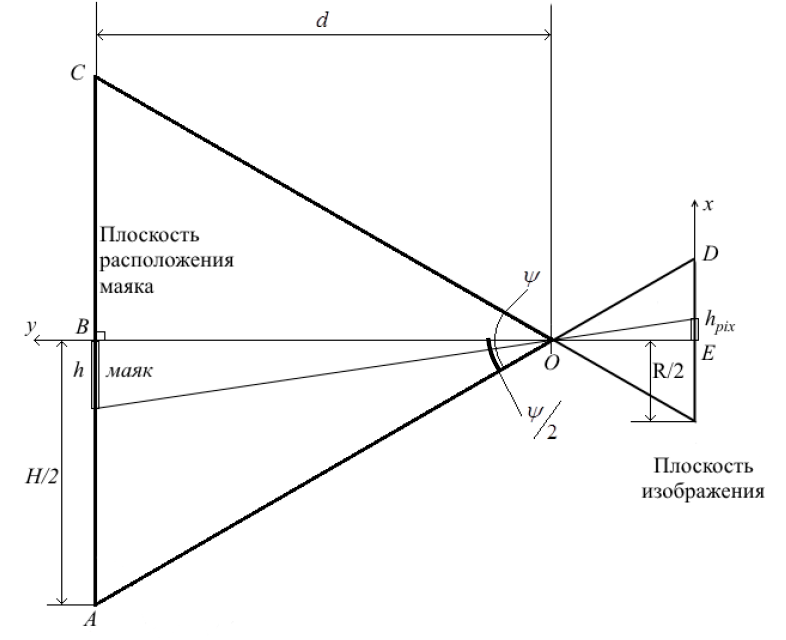 d
C
x
Плоскость
расположения
маяка
D
ψ
y
B
h_pix
h
маяк
O
E
R/2
ψ/2
H/2
Плоскость
изображения
A